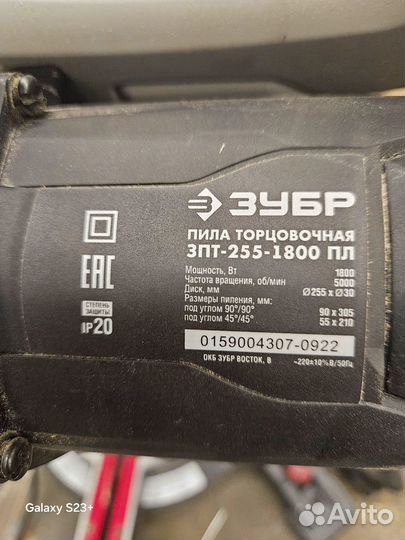 ЗУБР
ПИЛА ТОРЦОВОЧНАЯ
ЗПТ-255-1800 ПЛ
Мощность, Вт 1800
Частота вращения, об/мин 5000
Диск, мм Ø255 x Ø30
Размеры пиления, мм:
под углом 90°/90° 90 x 305
под углом 45°/45° 55 x 210
0159004307-0922
ОКБ ЗУБР ВОСТОК, В ~220±10% В/50Гц
EAC
СТЕПЕНЬ
ЗАЩИТЫ
IP20
Galaxy S23+
Avito